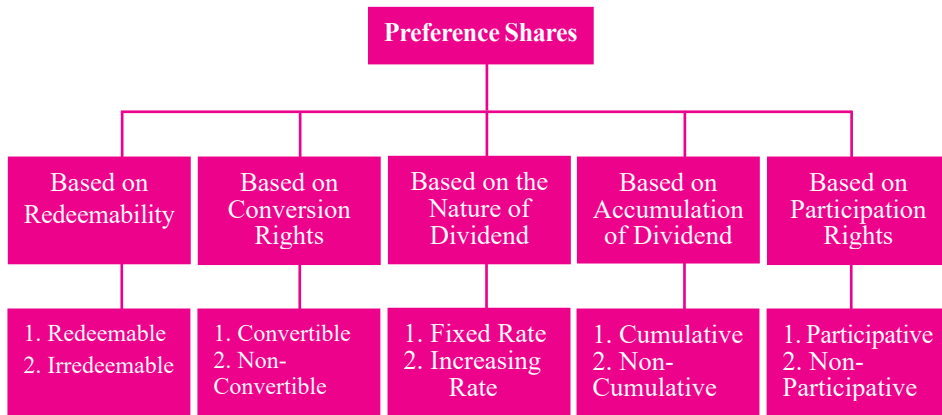 Preference Shares
Based on
Redeemability
Based on
Conversion
Rights
Based on the
Nature of
Dividend
Based on
Accumulation
of Dividend
Based on
Participation
Rights
1. Redeemable
2. Irredeemable
1. Convertible
2. Non-
Convertible
1. Fixed Rate
2. Increasing
Rate
1. Cumulative
2. Non-
Cumulative
1. Participative
2. Non-
Participative